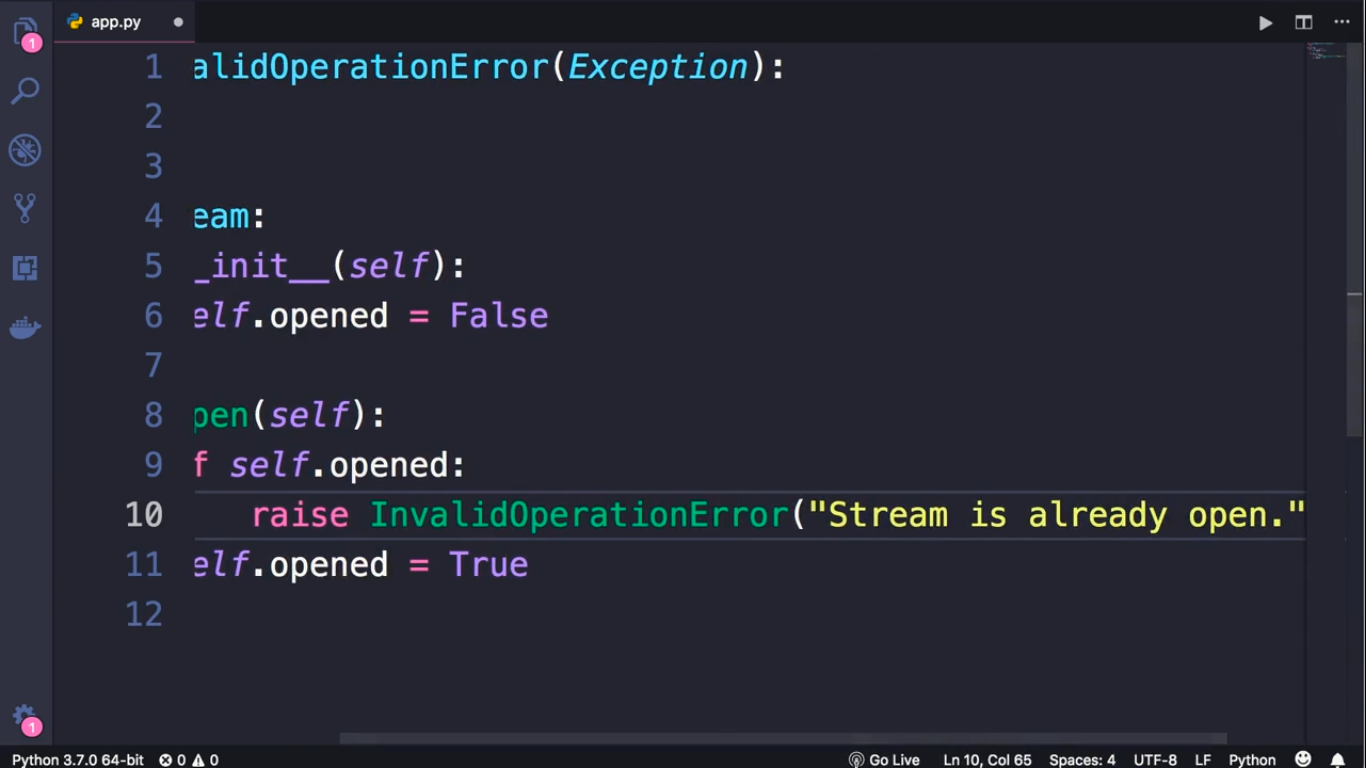 app.py
1
1 alidOperationError(Exception):
2
3
4 eam:
5 _init__(self):
6 elf.opened = False
7
8 pen(self):
9 f self.opened:
10 raise InvalidOperationError("Stream is already open."
11 elf.opened = True
12
1
Python 3.7.0 64-bit 0 0 Go Live Ln 10, Col 65 Spaces: 4 UTF-8 LF Python